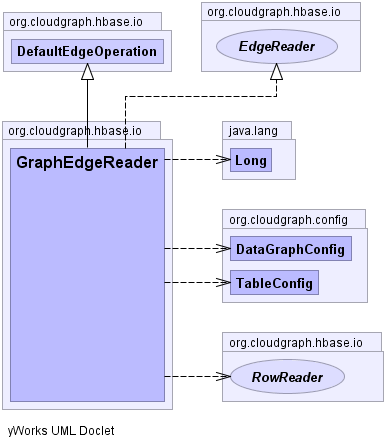 org.cloudgraph.hbase.io
DefaultEdgeOperation
org.cloudgraph.hbase.io
EdgeReader
org.cloudgraph.hbase.io
GraphEdgeReader
java.lang
Long
org.cloudgraph.config
DataGraphConfig
TableConfig
org.cloudgraph.hbase.io
RowReader
yWorks UML Doclet